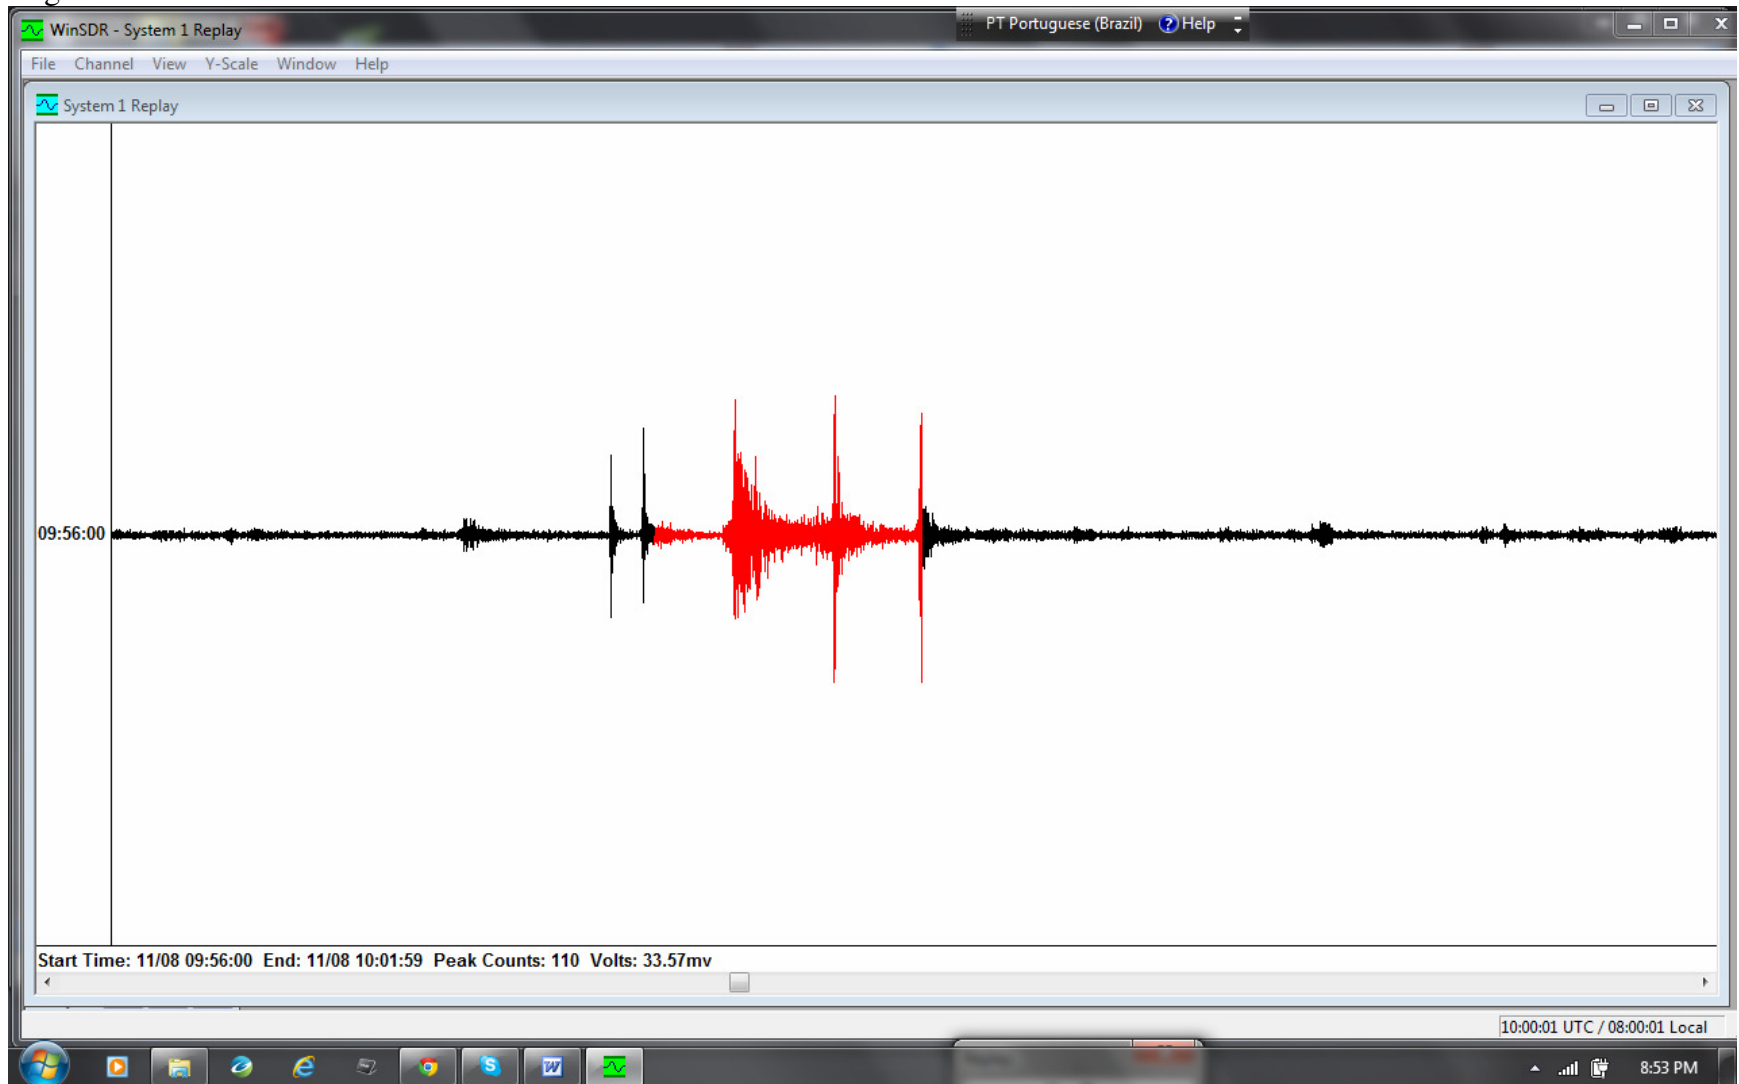 WinSDR - System 1 Replay
PT Portuguese (Brazil) Help
File Channel View Y-Scale Window Help
System 1 Replay
09:56:00
Start Time: 11/08 09:56:00 End: 11/08 10:01:59 Peak Counts: 110 Volts: 33.57mv
10:00:01 UTC / 08:00:01 Local
8:53 PM